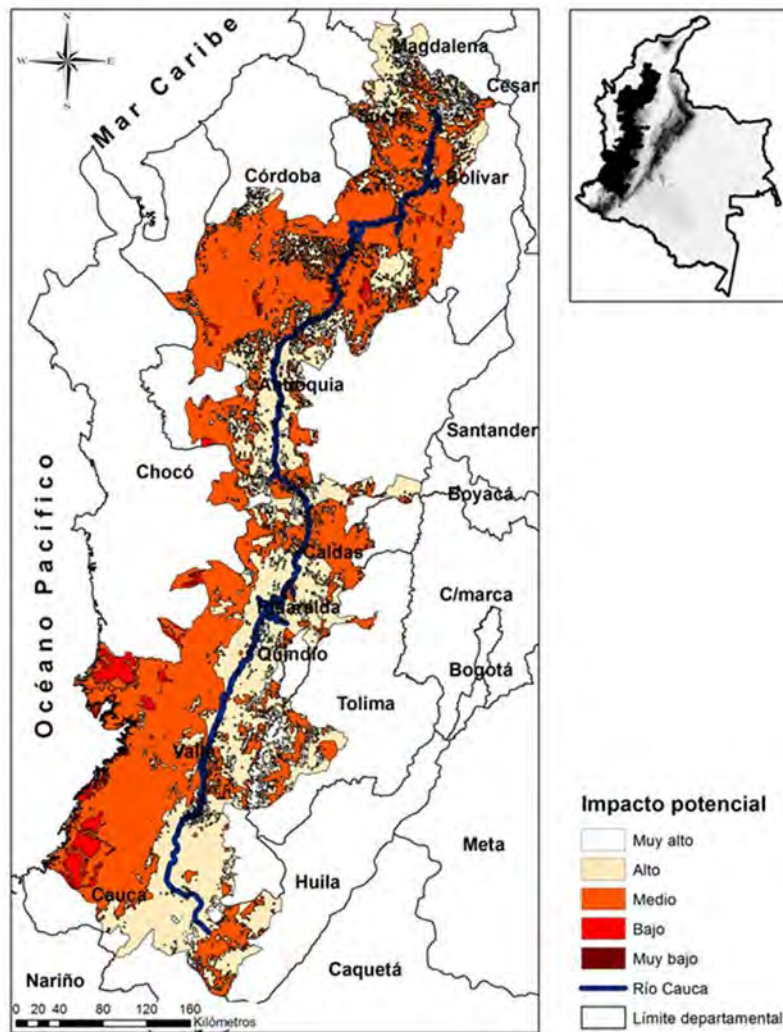 Magdalena
Cesar
Mar Caribe
Sucre
N
W
E
S
Córdoba
Bolívar
Antioquia
Santander
Chocó
Boyacá
Océano Pacífico
Caldas
C/marca
Risaralda
Quindío
Bogotá
Tolima
Valle
Meta
Huila
Cauca
Caquetá
Nariño
Impacto potencial
Muy alto
Alto
Medio
Bajo
Muy bajo
Río Cauca
Límite departamental
0 20 40 80 120 160
Kilómetros